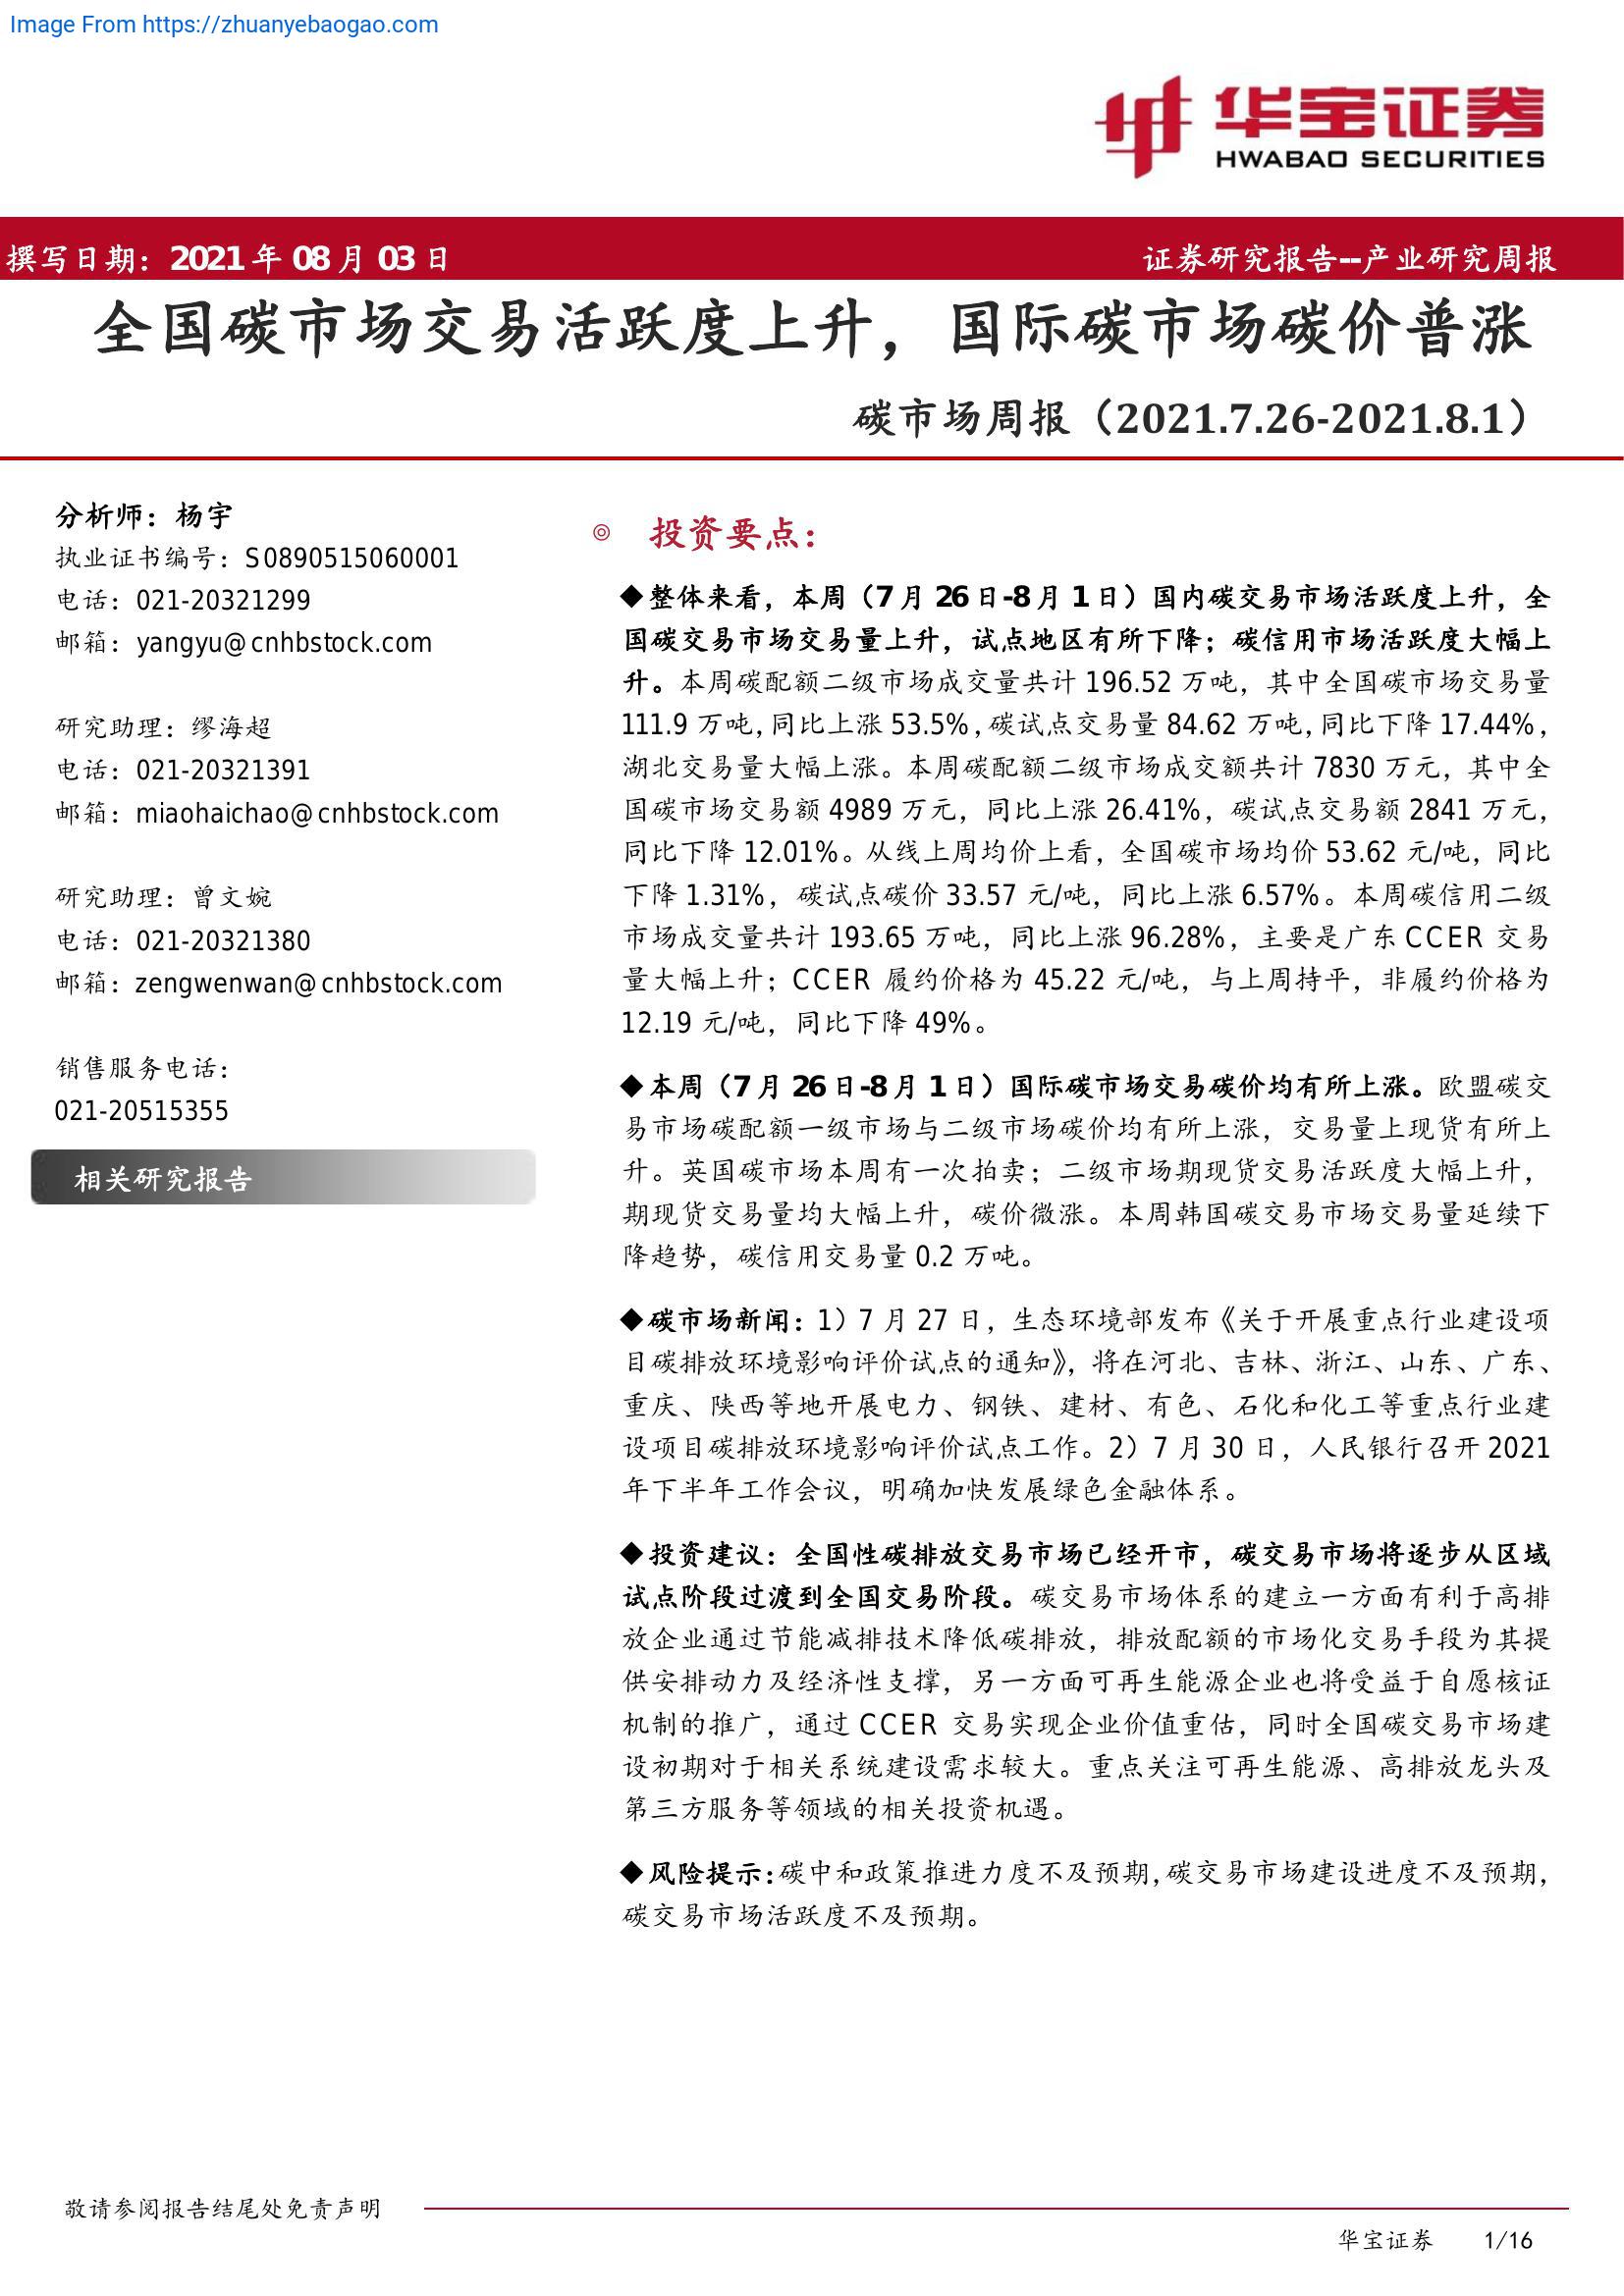 Image From https://zhuanyebaogao.com
华宝证券
HWABAO SECURITIES
撰写日期：2021 年 08 月 03 日
证券研究报告--产业研究周报
全国碳市场交易活跃度上升，国际碳市场碳价普涨
碳市场周报（2021.7.26-2021.8.1）
分析师：杨宇
执业证书编号：S0890515060001
电话：021-20321299
邮箱：yangyu@cnhbstock.com
研究助理：缪海超
电话：021-20321391
邮箱：miaohaichao@cnhbstock.com
研究助理：曾文婉
电话：021-20321380
邮箱：zengwenwan@cnhbstock.com
销售服务电话：
021-20515355
相关研究报告
◎ 投资要点：
◆整体来看，本周（7 月 26 日-8 月 1 日）国内碳交易市场活跃度上升，全
国碳交易市场交易量上升，试点地区有所下降；碳信用市场活跃度大幅上
升。本周碳配额二级市场成交量共计 196.52 万吨，其中全国碳市场交易量
111.9 万吨，同比上涨 53.5%，碳试点交易量 84.62 万吨，同比下降 17.44%，
湖北交易量大幅上涨。本周碳配额二级市场成交额共计 7830 万元，其中全
国碳市场交易额 4989 万元，同比上涨 26.41%，碳试点交易额 2841 万元，
同比下降 12.01%。从线上周均价上看，全国碳市场均价 53.62 元/吨，同比
下降 1.31%，碳试点碳价 33.57 元/吨，同比上涨 6.57%。本周碳信用二级
市场成交量共计 193.65 万吨，同比上涨 96.28%，主要是广东 CCER 交易
量大幅上升；CCER 履约价格为 45.22 元/吨，与上周持平，非履约价格为
12.19 元/吨，同比下降 49%。
◆本周（7 月 26 日-8 月 1 日）国际碳市场交易碳价均有所上涨。欧盟碳交
易市场碳配额一级市场与二级市场碳价均有所上涨，交易量上现货有所上
升。英国碳市场本周有一次拍卖；二级市场期现货交易活跃度大幅上升，
期现货交易量均大幅上升，碳价微涨。本周韩国碳交易市场交易量延续下
降趋势，碳信用交易量 0.2 万吨。
◆碳市场新闻：1）7 月 27 日，生态环境部发布《关于开展重点行业建设项
目碳排放环境影响评价试点的通知》，将在河北、吉林、浙江、山东、广东、
重庆、陕西等地开展电力、钢铁、建材、有色、石化和化工等重点行业建
设项目碳排放环境影响评价试点工作。2）7 月 30 日，人民银行召开 2021
年下半年工作会议，明确加快发展绿色金融体系。
◆投资建议：全国性碳排放交易市场已经开市，碳交易市场将逐步从区域
试点阶段过渡到全国交易阶段。碳交易市场体系的建立一方面有利于高排
放企业通过节能减排技术降低碳排放，排放配额的市场化交易手段为其提
供安排动力及经济性支撑，另一方面可再生能源企业也将受益于自愿核证
机制的推广，通过 CCER 交易实现企业价值重估，同时全国碳交易市场建
设初期对于相关系统建设需求较大。重点关注可再生能源、高排放龙头及
第三方服务等领域的相关投资机遇。
◆风险提示：碳中和政策推进力度不及预期，碳交易市场建设进度不及预期，
碳交易市场活跃度不及预期。
敬请参阅报告结尾处免责声明
华宝证券 1/16